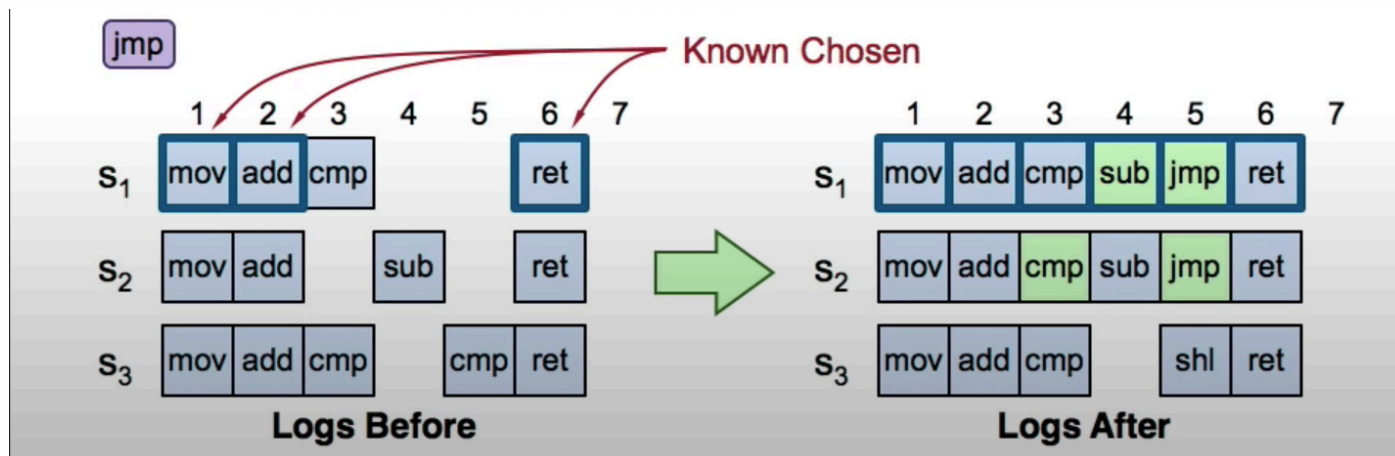 jmp
Known Chosen
1 2 3 4 5 6 7
1 2 3 4 5 6 7
s1 mov add cmp ret
s1 mov add cmp sub jmp ret
s2 mov add sub ret
s2 mov add cmp sub jmp ret
s3 mov add cmp cmp ret
s3 mov add cmp shl ret
Logs Before
Logs After